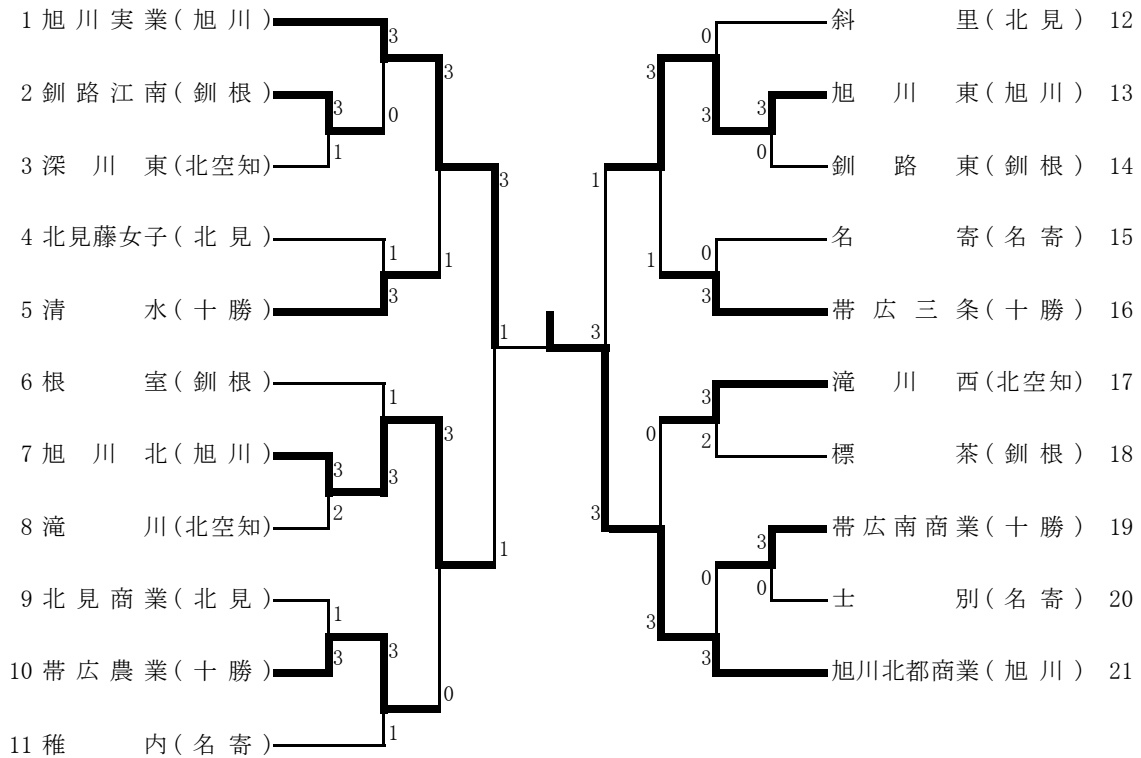 1 旭川実業(旭川)
3
3
2 釧路江南(釧根)
3
0
1
3 深川東(北空知)
3
4 北見藤女子(北見)
1
1
3
5 清水(十勝)
1
6 根室(釧根)
1
3
7 旭川北(旭川)
3
3
2
8 滝川(北空知)
1
9 北見商業(北見)
1
3
3
10 帯広農業(十勝)
0
1
11 稚内(名寄)
斜里(北見) 12
0
3
旭川東(旭川) 13
3
3
0
釧路東(釧根) 14
1
名寄(名寄) 15
0
1
3
帯広三条(十勝) 16
3
滝川西(北空知) 17
3
0
2
標茶(釧根) 18
3
帯広南商業(十勝) 19
3
0
0
士別(名寄) 20
3
3
旭川北都商業(旭川) 21